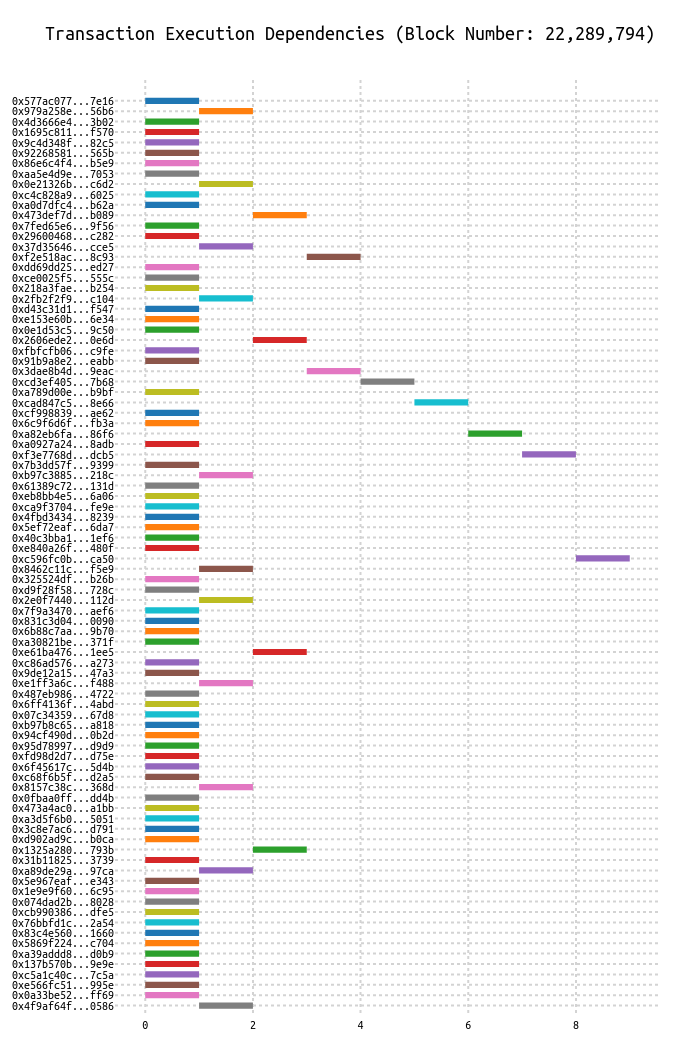 Transaction Execution Dependencies (Block Number: 22,289,794)
0x577ac077...7e16
0x979a258e...56b6
0x4d3666e4...3b02
0x1695c811...f570
0x9c4d348f...82c5
0x92268581...565b
0x86e6c4f4...b5e9
0xaa5e4d9e...7053
0x0e21326b...c6d2
0xc4c828a9...6025
0xa0d7dfc4...b62a
0x473def7d...b089
0x7fed65e6...9f56
0x29600468...c282
0x37d35646...cce5
0xf2e518ac...8c93
0xdd69dd25...ed27
0xce0025f5...555c
0x218a3fae...b254
0x2fb2f2f9...c104
0xd43c31d1...f547
0xe153e60b...6e34
0x0e1d53c5...9c50
0x2606ede2...0e6d
0xfbfcfb06...c9fe
0x91b9a8e2...eabb
0x3dae8b4d...9eac
0xcd3ef405...7b68
0xa789d00e...b9bf
0xcad847c5...8e66
0xcf998839...ae62
0x6c9f6d6f...fb3a
0xa82eb6fa...86f6
0xa0927a24...8adb
0xf3e7768d...dcb5
0x7b3dd57f...9399
0xb97c3885...218c
0x61389c72...131d
0xeb8bb4e5...6a06
0xca9f3704...fe9e
0x4fbd3434...8239
0x5ef72eaf...6da7
0x40c3bba1...1ef6
0xe840a26f...480f
0xc596fc0b...ca50
0x8462c11c...f5e9
0x325524df...b26b
0xd9f28f58...728c
0x2e0f7440...112d
0x7f9a3470...aef6
0x831c3d04...0090
0x6b88c7aa...9b70
0xa30821be...371f
0xe61ba476...1ee5
0xc86ad576...a273
0x9de12a15...47a3
0xe1ff3a6c...f488
0x487eb986...4722
0x6ff4136f...4abd
0x07c34359...67d8
0xb97b8c65...a818
0x94cf490d...0b2d
0x95d78997...d9d9
0xfd98d2d7...d75e
0x6f45617c...5d4b
0xc68f6b5f...d2a5
0x8157c38c...368d
0x0fbaa0ff...dd4b
0x473a4ac0...a1bb
0xa3d5f6b0...5051
0x3c8e7ac6...d791
0xd902ad9c...b0ca
0x1325a280...793b
0x31b11825...3739
0xa89de29a...97ca
0x5e967eaf...e343
0x1e9e9f60...6c95
0x074dad2b...8028
0xcb990386...dfe5
0x76bbfd1c...2a54
0x83c4e560...1660
0x5869f224...c704
0xa39addd8...d0b9
0x137b570b...9e9e
0xc5a1c40c...7c5a
0xe566fc51...995e
0x0a33be52...ff69
0x4f9af64f...0586
0 2 4 6 8